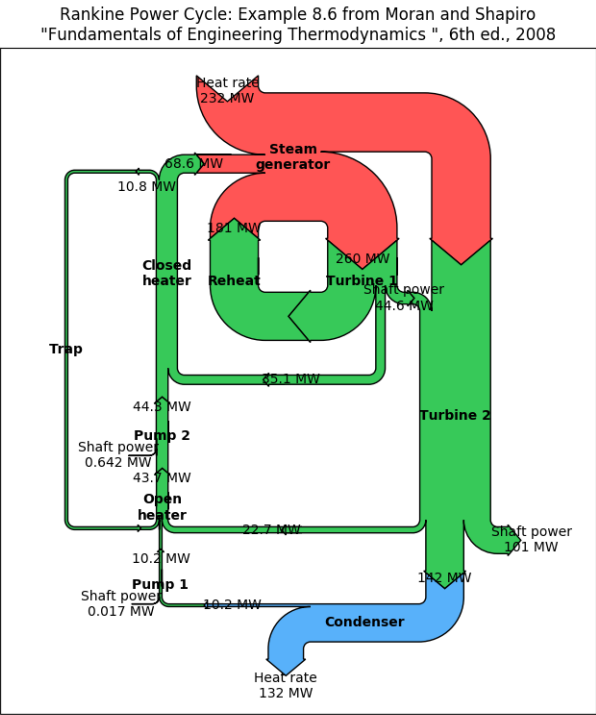 Rankine Power Cycle: Example 8.6 from Moran and Shapiro
"Fundamentals of Engineering Thermodynamics ", 6th ed., 2008
Heat rate
232 MW
Steam
generator
68.6 MW
10.8 MW
181 MW
260 MW
Closed
heater
Reheat
Turbine 1
Shaft power
44.6 MW
Trap
35.1 MW
44.3 MW
Turbine 2
Pump 2
Shaft power
0.642 MW
43.7 MW
Open
heater
22.7 MW
Shaft power
101 MW
10.2 MW
142 MW
Pump 1
Shaft power
0.017 MW
10.2 MW
Condenser
Heat rate
132 MW